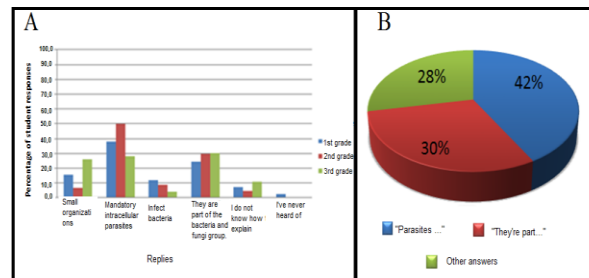 A
Percentage of student responses
100,0
90,0
80,0
70,0
60,0
50,0
40,0
30,0
20,0
10,0
0,0
Small
organizati
ons
Mandatory
intracellular
parasites
Infect
bacteria
They are
part of the
bacteria and
fungi group.
I do not
know how
explain
I've never
heard of
Replies
1st grade
2nd grade
3rd grade
B
28%
42%
30%
"Parasites ..."
"They're part..."
Other answers